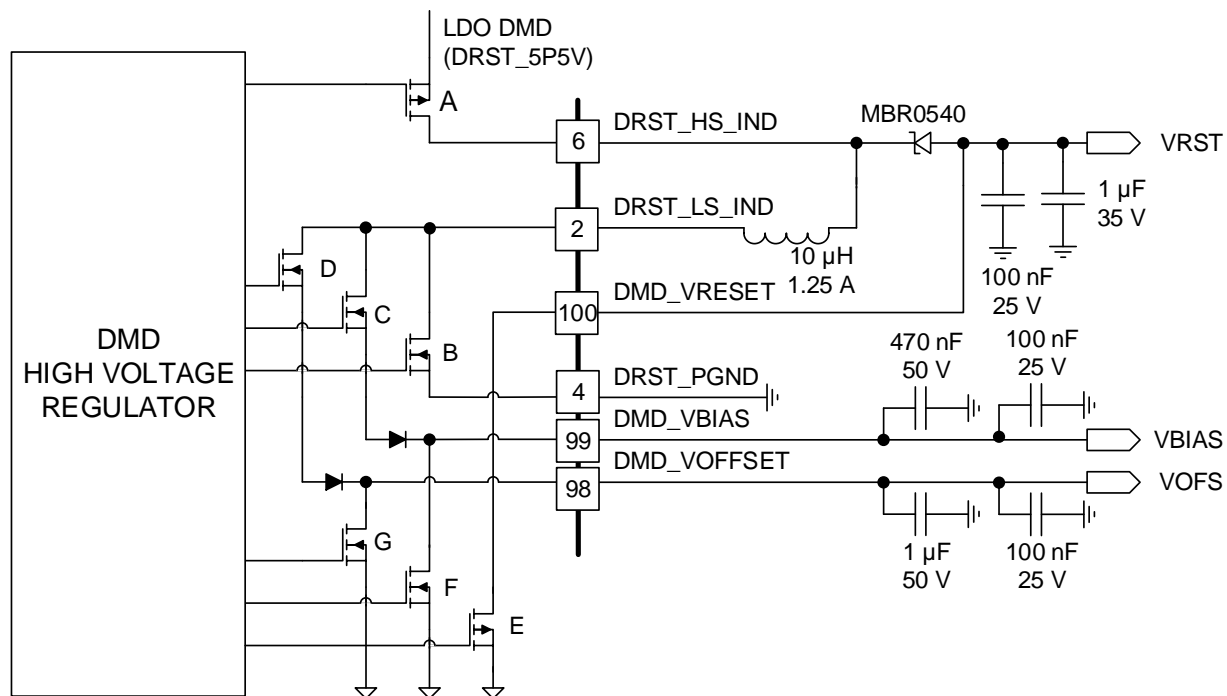 LDO DMD
(DRST_5P5V)
A
6
DRST_HS_IND
MBR0540
VRST
1 µF
35 V
2
DRST_LS_IND
10 µH
1.25 A
100 nF
25 V
D
C
B
100
DMD_VRESET
DMD
HIGH VOLTAGE
REGULATOR
4
DRST_PGND
470 nF
50 V
100 nF
25 V
99
DMD_VBIAS
VBIAS
98
DMD_VOFFSET
VOFS
1 µF
50 V
100 nF
25 V
G
F
E